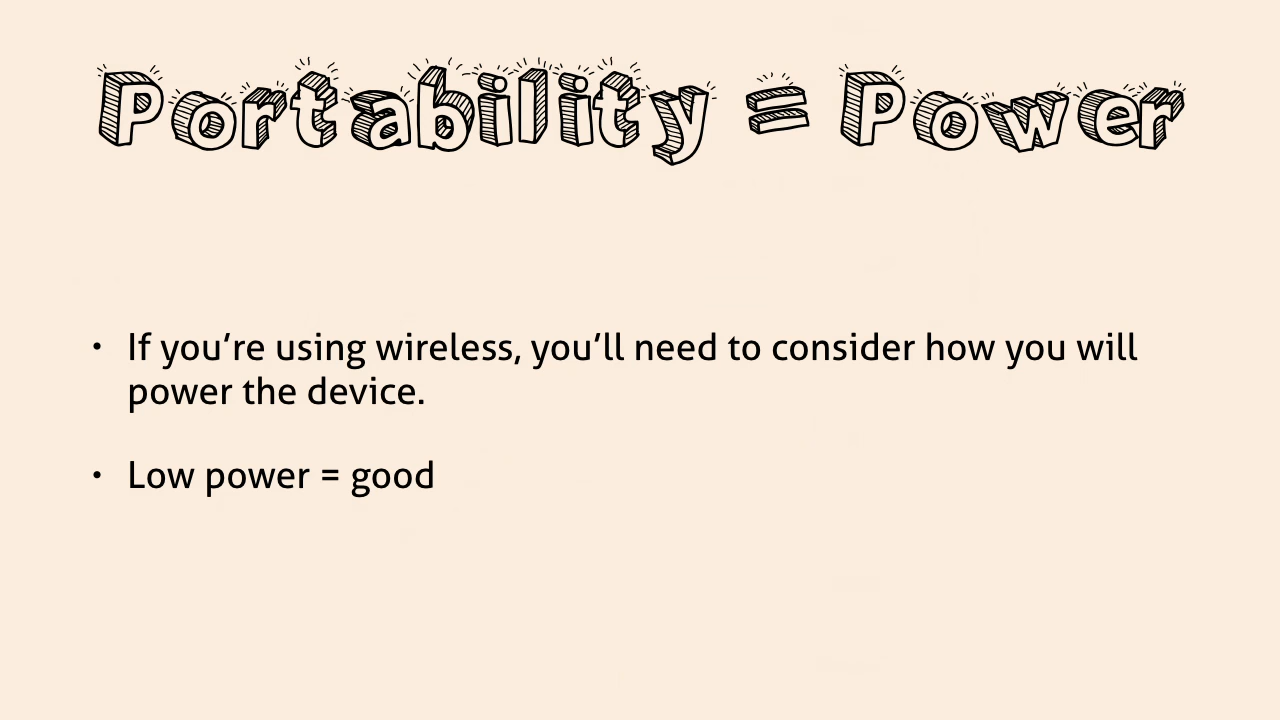 Portability = Power
• If you’re using wireless, you’ll need to consider how you will
power the device.
• Low power = good